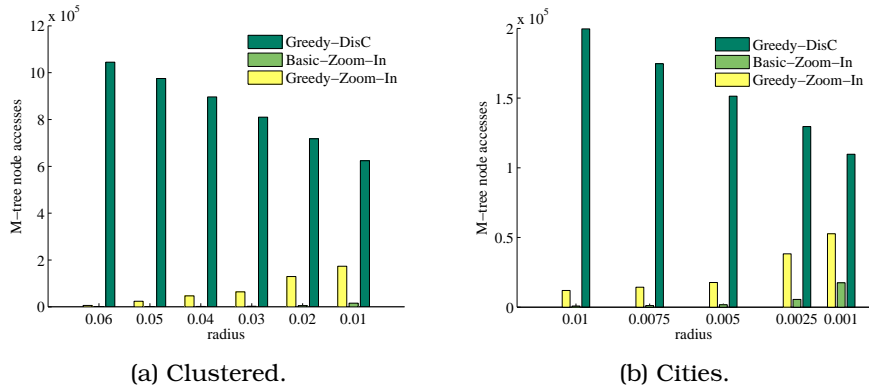 x 10^5
12
10
8
6
4
2
0
M−tree node accesses
Greedy−DisC
Basic−Zoom−In
Greedy−Zoom−In
0.06 0.05 0.04 0.03 0.02 0.01
radius
(a) Clustered.
x 10^5
2
1.5
1
0.5
0
M−tree node accesses
Greedy−DisC
Basic−Zoom−In
Greedy−Zoom−In
0.01 0.0075 0.005 0.0025 0.001
radius
(b) Cities.